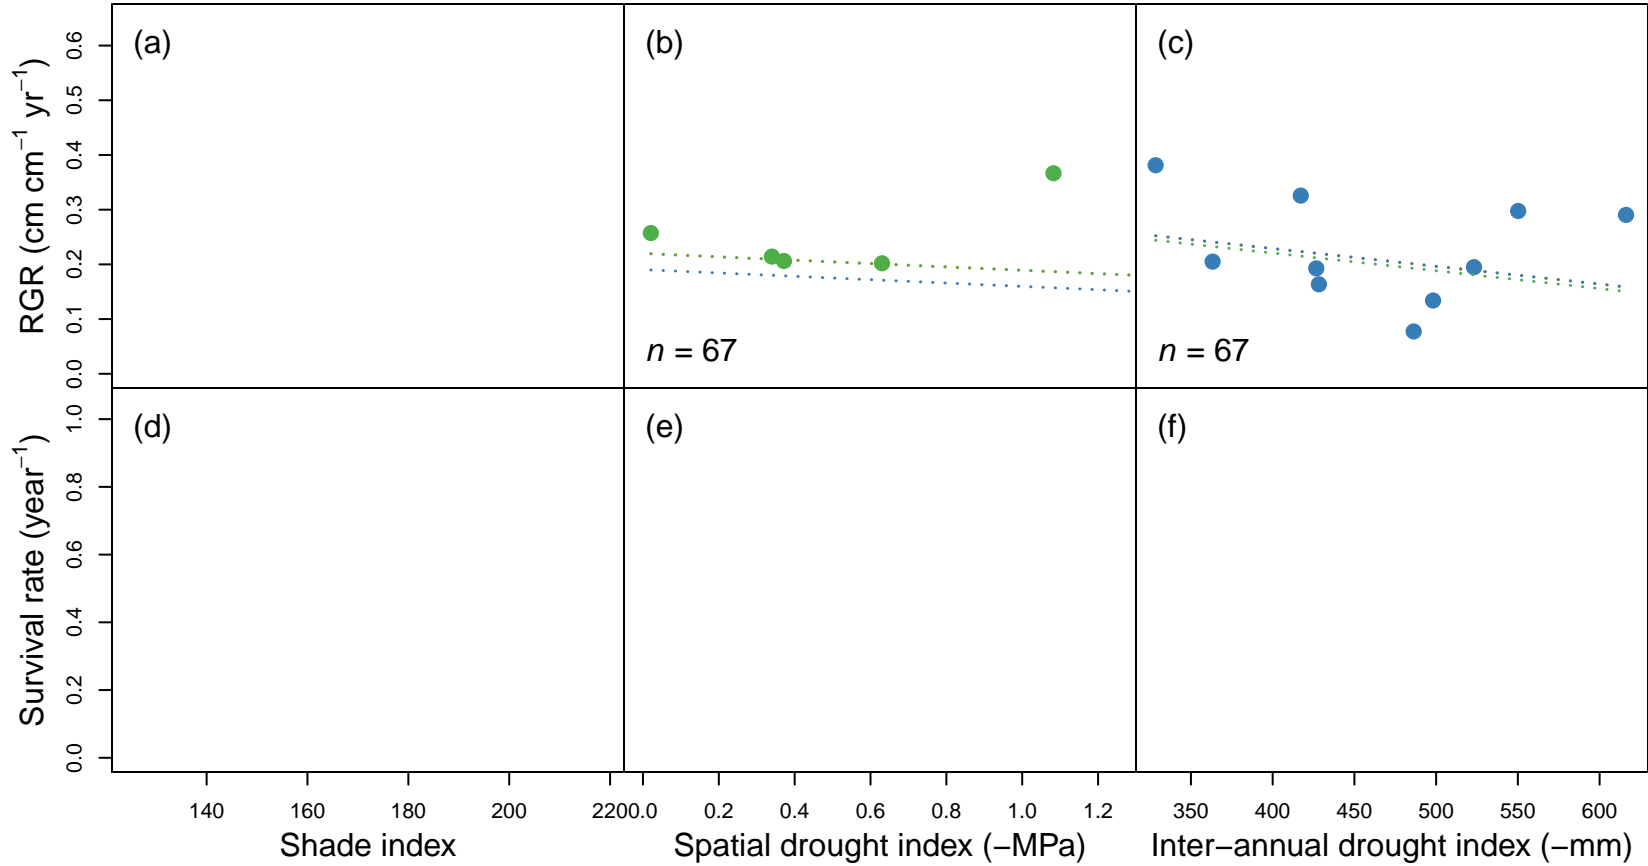 (a)
(b)
(c)
RGR (cm cm⁻¹ yr⁻¹)
0.0 0.1 0.2 0.3 0.4 0.5 0.6
n = 67
n = 67
(d)
(e)
(f)
Survival rate (year⁻¹)
0.0 0.2 0.4 0.6 0.8 1.0
140 160 180 200 220
0.0 0.2 0.4 0.6 0.8 1.0 1.2
350 400 450 500 550 600
Shade index
Spatial drought index (−MPa)
Inter−annual drought index (−mm)